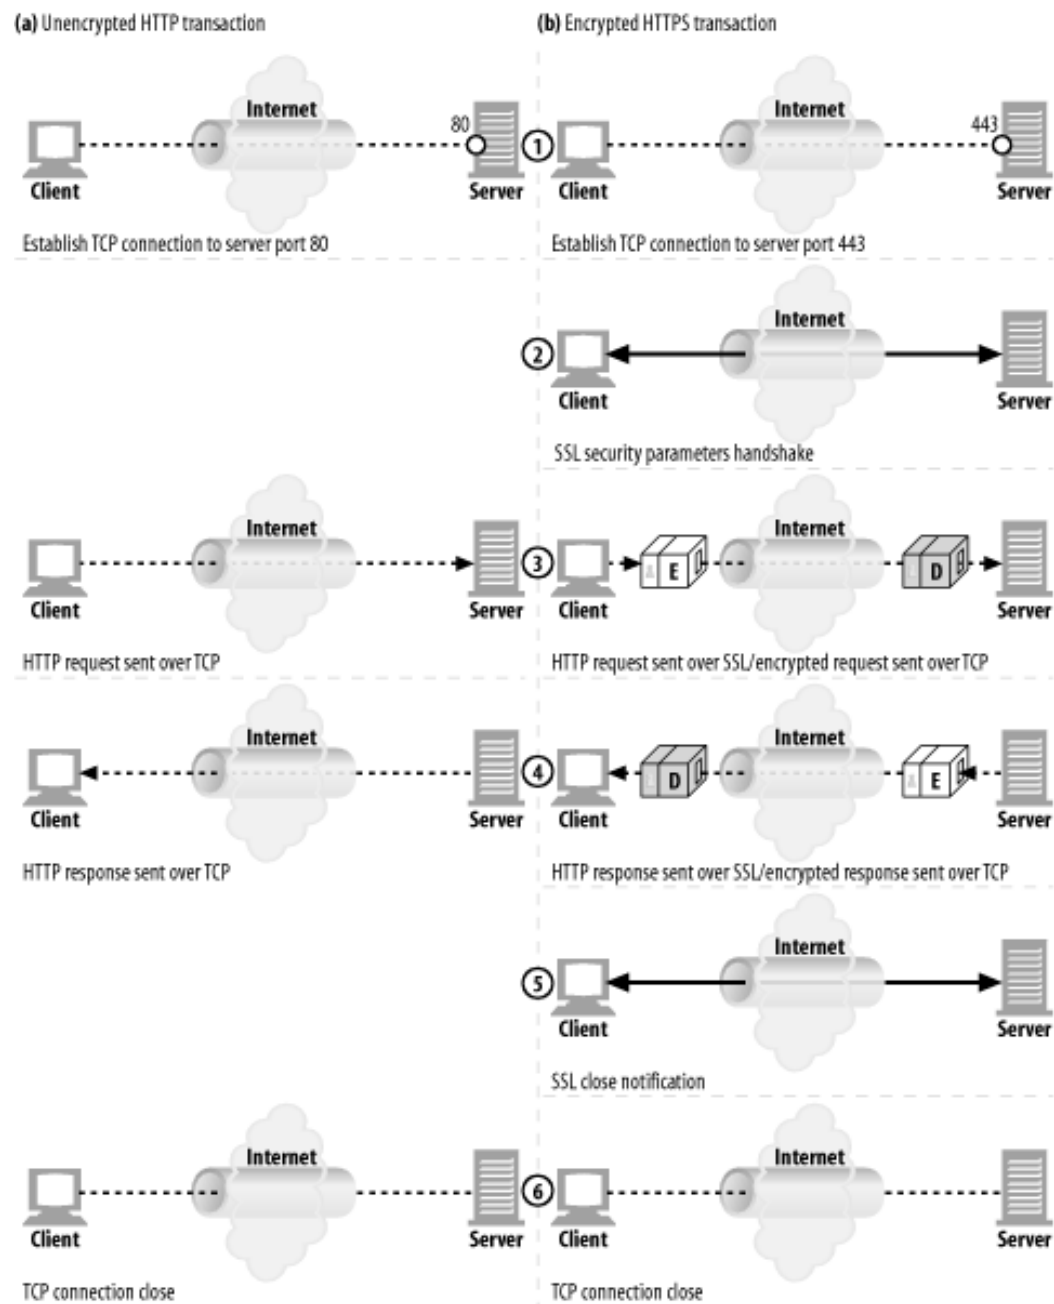 (a) Unencrypted HTTP transaction
(b) Encrypted HTTPS transaction
Internet
80
Client
Server
Establish TCP connection to server port 80
1
Internet
443
Client
Server
Establish TCP connection to server port 443
2
Internet
Client
Server
SSL security parameters handshake
Internet
Client
Server
HTTP request sent over TCP
3
Internet
E
D
Client
Server
HTTP request sent over SSL/encrypted request sent over TCP
Internet
Client
Server
HTTP response sent over TCP
4
Internet
D
E
Client
Server
HTTP response sent over SSL/encrypted response sent over TCP
5
Internet
Client
Server
SSL close notification
Internet
Client
Server
TCP connection close
6
Internet
Client
Server
TCP connection close